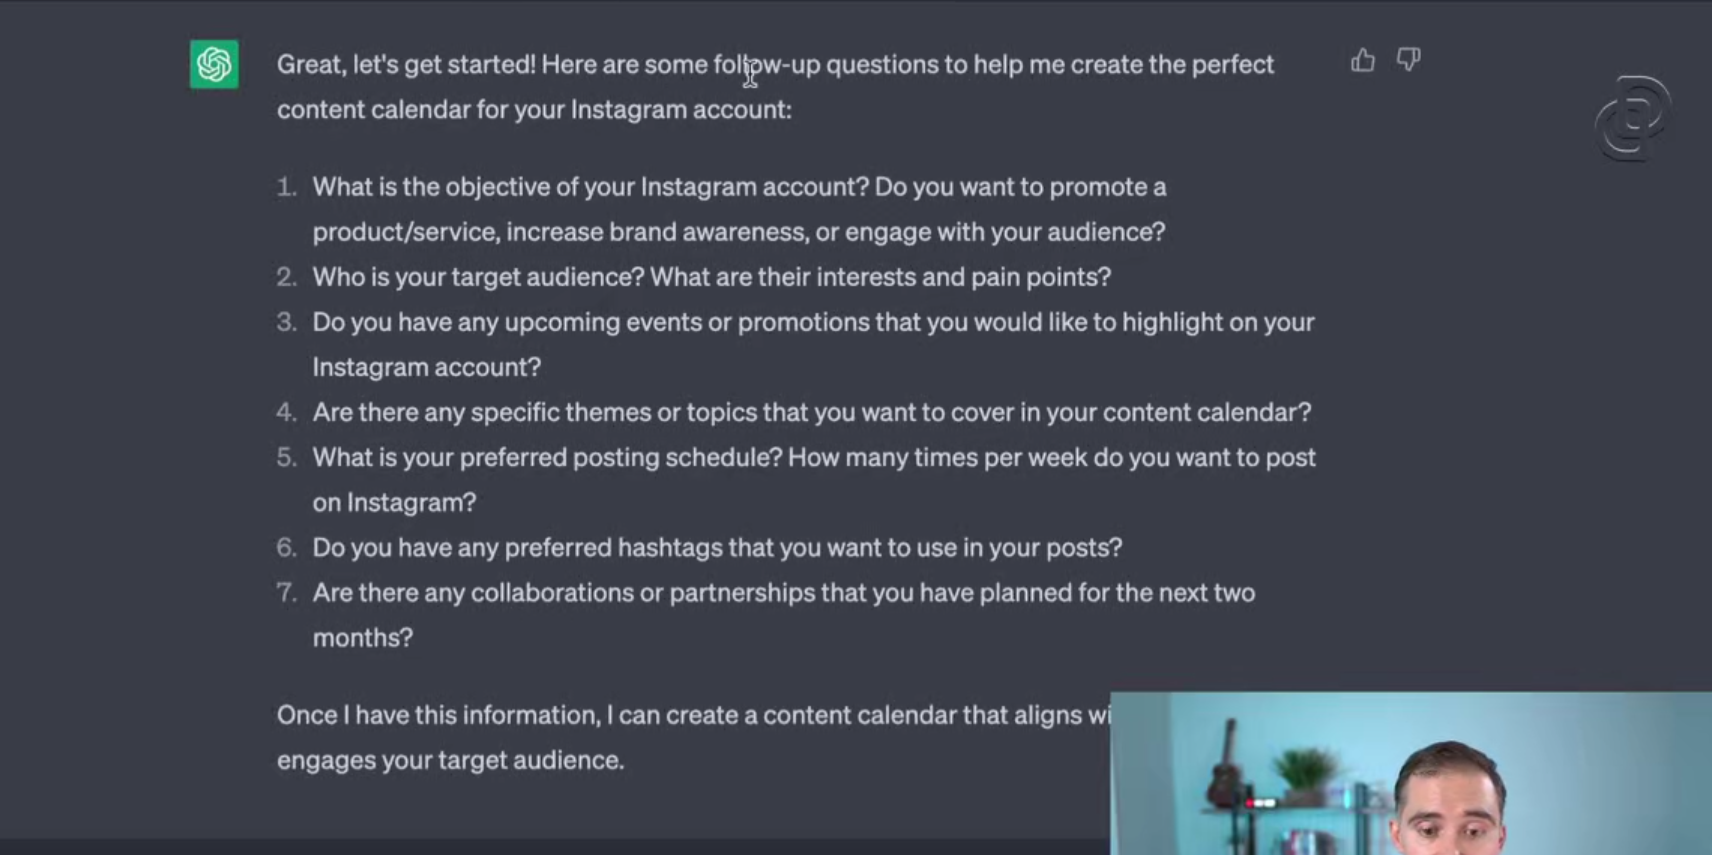 Great, let's get started! Here are some follow-up questions to help me create the perfect
content calendar for your Instagram account:
1. What is the objective of your Instagram account? Do you want to promote a
product/service, increase brand awareness, or engage with your audience?
2. Who is your target audience? What are their interests and pain points?
3. Do you have any upcoming events or promotions that you would like to highlight on your
Instagram account?
4. Are there any specific themes or topics that you want to cover in your content calendar?
5. What is your preferred posting schedule? How many times per week do you want to post
on Instagram?
6. Do you have any preferred hashtags that you want to use in your posts?
7. Are there any collaborations or partnerships that you have planned for the next two
months?
Once I have this information, I can create a content calendar that aligns
engages your target audience.